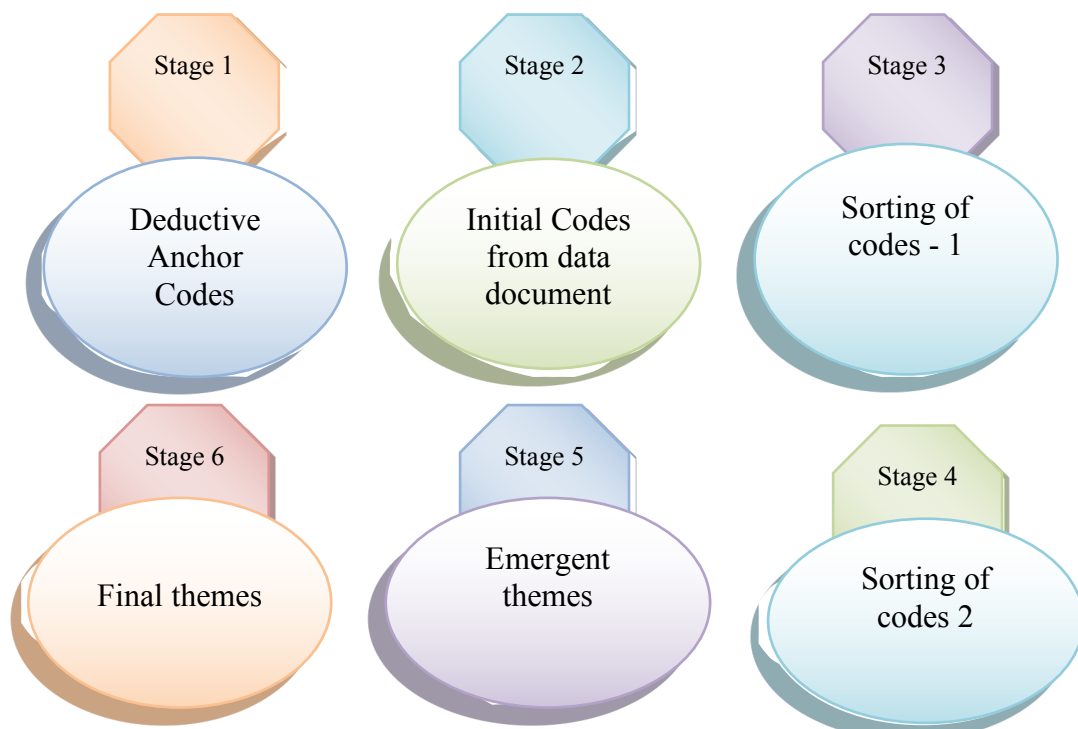 Stage 1
Deductive
Anchor
Codes
Stage 2
Initial Codes
from data
document
Stage 3
Sorting of
codes - 1
Stage 6
Final themes
Stage 5
Emergent
themes
Stage 4
Sorting of
codes 2